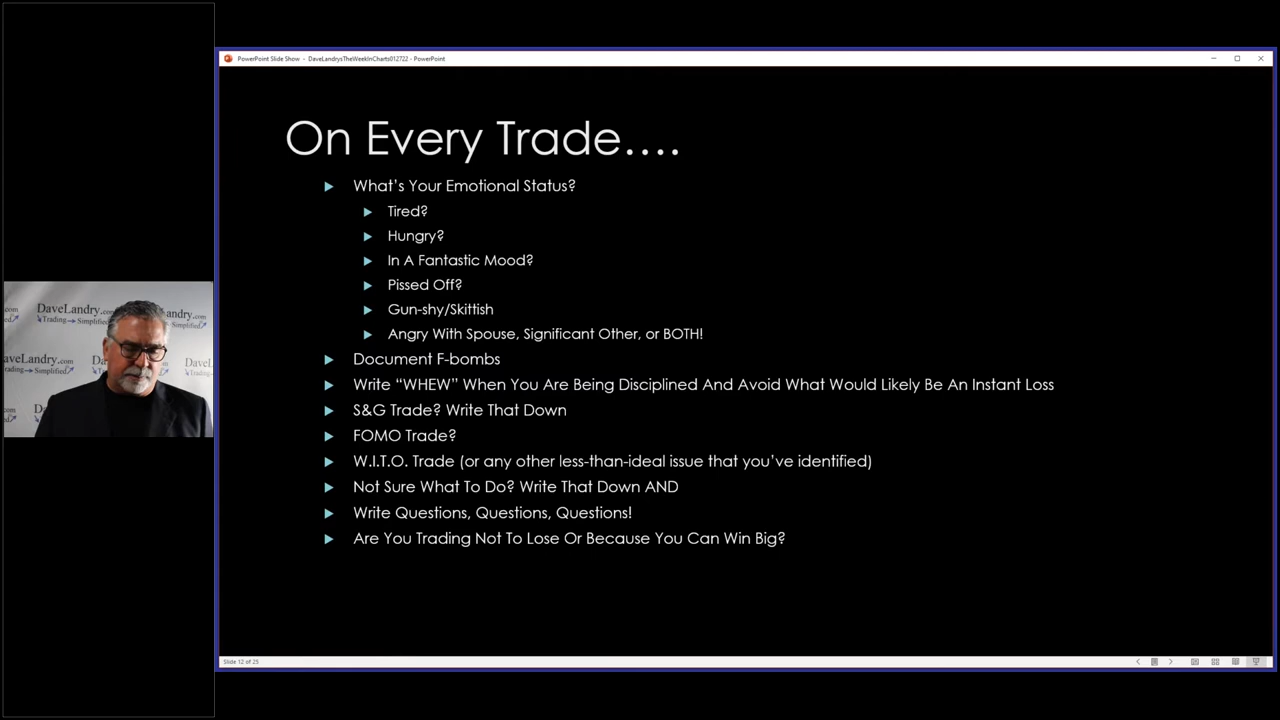 PowerPoint Slide Show - DaveLandrysTheWeekInCharts012722 - PowerPoint
On Every Trade….
What's Your Emotional Status?
Tired?
Hungry?
In A Fantastic Mood?
Pissed Off?
Gun-shy/Skittish
Angry With Spouse, Significant Other, or BOTH!
Document F-bombs
Write “WHEW” When You Are Being Disciplined And Avoid What Would Likely Be An Instant Loss
S&G Trade? Write That Down
FOMO Trade?
W.I.T.O. Trade (or any other less-than-ideal issue that you've identified)
Not Sure What To Do? Write That Down AND
Write Questions, Questions, Questions!
Are You Trading Not To Lose Or Because You Can Win Big?
DaveLandry.com
Trading Simplified
Slide 12 of 25